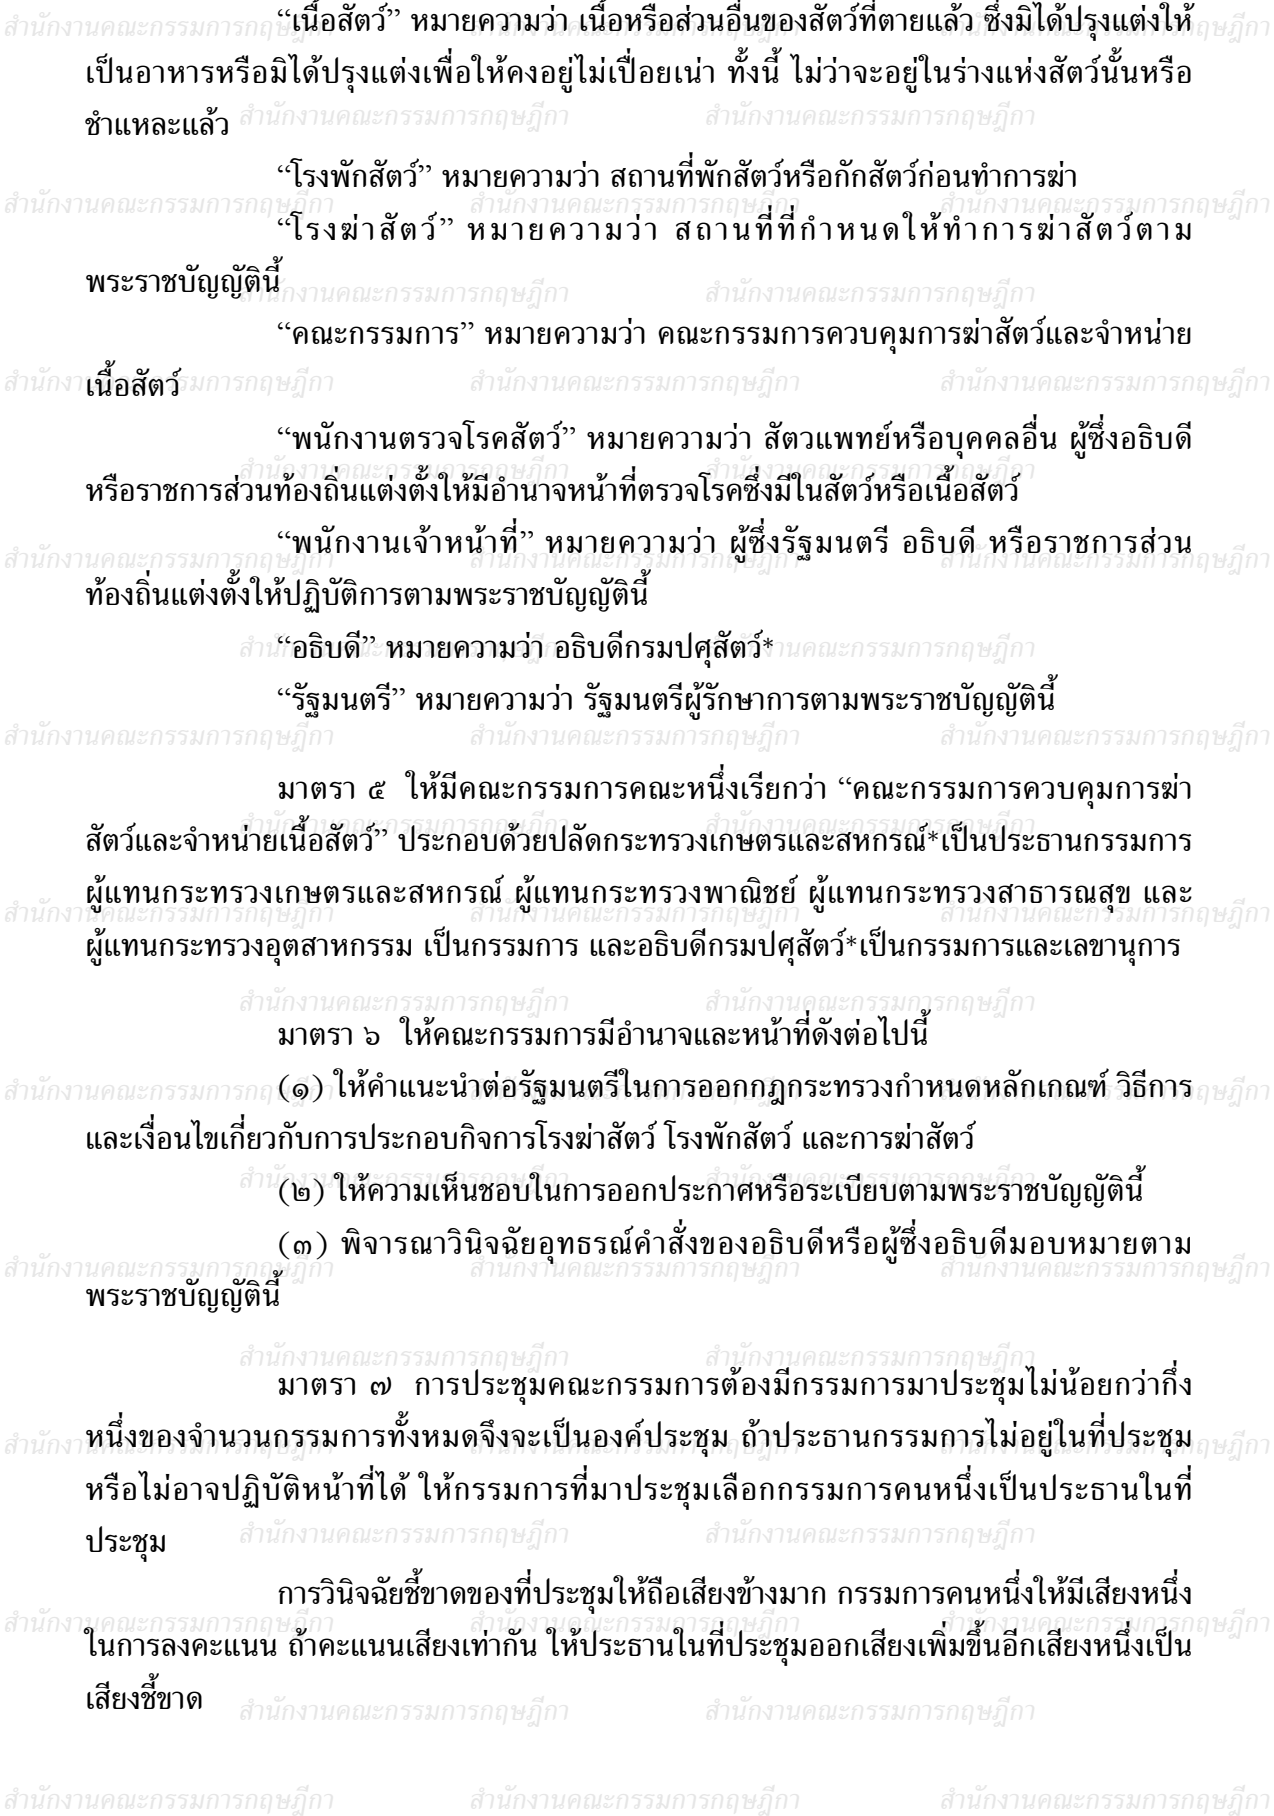 “เนื้อสัตว์” หมายความว่า เนื้อหรือส่วนอื่นของสัตว์ที่ตายแล้ว ซึ่งมิได้ปรุงแต่งให้
เป็นอาหารหรือมิได้ปรุงแต่งเพื่อให้คงอยู่ไม่เปื่อยเน่า ทั้งนี้ ไม่ว่าจะอยู่ในร่างแห่งสัตว์นั้นหรือ
ชำแหละแล้ว
“โรงพักสัตว์” หมายความว่า สถานที่พักสัตว์หรือกักสัตว์ก่อนทำการฆ่า
“โรงฆ่าสัตว์” หมายความว่า สถานที่ที่กำหนดให้ทำการฆ่าสัตว์ตาม
พระราชบัญญัตินี้
“คณะกรรมการ” หมายความว่า คณะกรรมการควบคุมการฆ่าสัตว์และจำหน่าย
เนื้อสัตว์
“พนักงานตรวจโรคสัตว์” หมายความว่า สัตวแพทย์หรือบุคคลอื่น ผู้ซึ่งอธิบดี
หรือราชการส่วนท้องถิ่นแต่งตั้งให้มีอำนาจหน้าที่ตรวจโรคซึ่งมีในสัตว์หรือเนื้อสัตว์
“พนักงานเจ้าหน้าที่” หมายความว่า ผู้ซึ่งรัฐมนตรี อธิบดี หรือราชการส่วน
ท้องถิ่นแต่งตั้งให้ปฏิบัติการตามพระราชบัญญัตินี้
“อธิบดี” หมายความว่า อธิบดีกรมปศุสัตว์*
“รัฐมนตรี” หมายความว่า รัฐมนตรีผู้รักษาการตามพระราชบัญญัตินี้
มาตรา ๕ ให้มีคณะกรรมการคณะหนึ่งเรียกว่า “คณะกรรมการควบคุมการฆ่า
สัตว์และจำหน่ายเนื้อสัตว์” ประกอบด้วยปลัดกระทรวงเกษตรและสหกรณ์*เป็นประธานกรรมการ
ผู้แทนกระทรวงเกษตรและสหกรณ์ ผู้แทนกระทรวงพาณิชย์ ผู้แทนกระทรวงสาธารณสุข และ
ผู้แทนกระทรวงอุตสาหกรรม เป็นกรรมการ และอธิบดีกรมปศุสัตว์*เป็นกรรมการและเลขานุการ
มาตรา ๖ ให้คณะกรรมการมีอำนาจและหน้าที่ดังต่อไปนี้
(๑) ให้คำแนะนำต่อรัฐมนตรีในการออกกฎกระทรวงกำหนดหลักเกณฑ์ วิธีการ
และเงื่อนไขเกี่ยวกับการประกอบกิจการโรงฆ่าสัตว์ โรงพักสัตว์ และการฆ่าสัตว์
(๒) ให้ความเห็นชอบในการออกประกาศหรือระเบียบตามพระราชบัญญัตินี้
(๓) พิจารณาวินิจฉัยอุทธรณ์คำสั่งของอธิบดีหรือผู้ซึ่งอธิบดีมอบหมายตาม
พระราชบัญญัตินี้
มาตรา ๗ การประชุมคณะกรรมการต้องมีกรรมการมาประชุมไม่น้อยกว่ากึ่ง
หนึ่งของจำนวนกรรมการทั้งหมดจึงจะเป็นองค์ประชุม ถ้าประธานกรรมการไม่อยู่ในที่ประชุม
หรือไม่อาจปฏิบัติหน้าที่ได้ ให้กรรมการที่มาประชุมเลือกกรรมการคนหนึ่งเป็นประธานในที่
ประชุม
การวินิจฉัยชี้ขาดของที่ประชุมให้ถือเสียงข้างมาก กรรมการคนหนึ่งให้มีเสียงหนึ่ง
ในการลงคะแนน ถ้าคะแนนเสียงเท่ากัน ให้ประธานในที่ประชุมออกเสียงเพิ่มขึ้นอีกเสียงหนึ่งเป็น
เสียงชี้ขาด
สำนักงานคณะกรรมการกฤษฎีกา สำนักงานคณะกรรมการกฤษฎีกา สำนักงานคณะกรรมการกฤษฎีกา